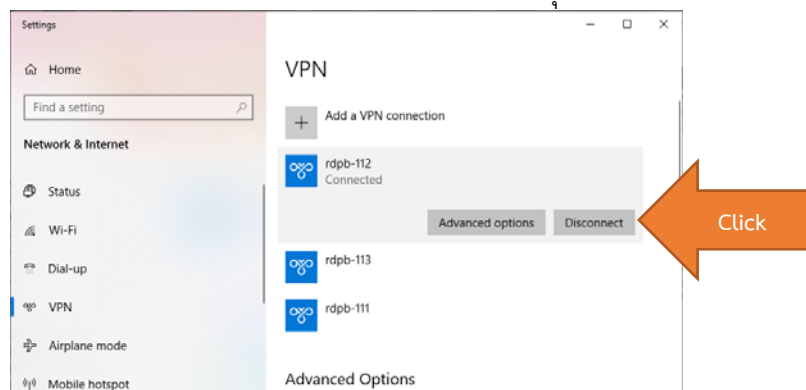 Settings
Home
Find a setting
Network & Internet
Status
Wi-Fi
Dial-up
VPN
Airplane mode
Mobile hotspot
VPN
Add a VPN connection
rdpb-112
Connected
Advanced options
Disconnect
rdpb-113
rdpb-111
Advanced Options
Click